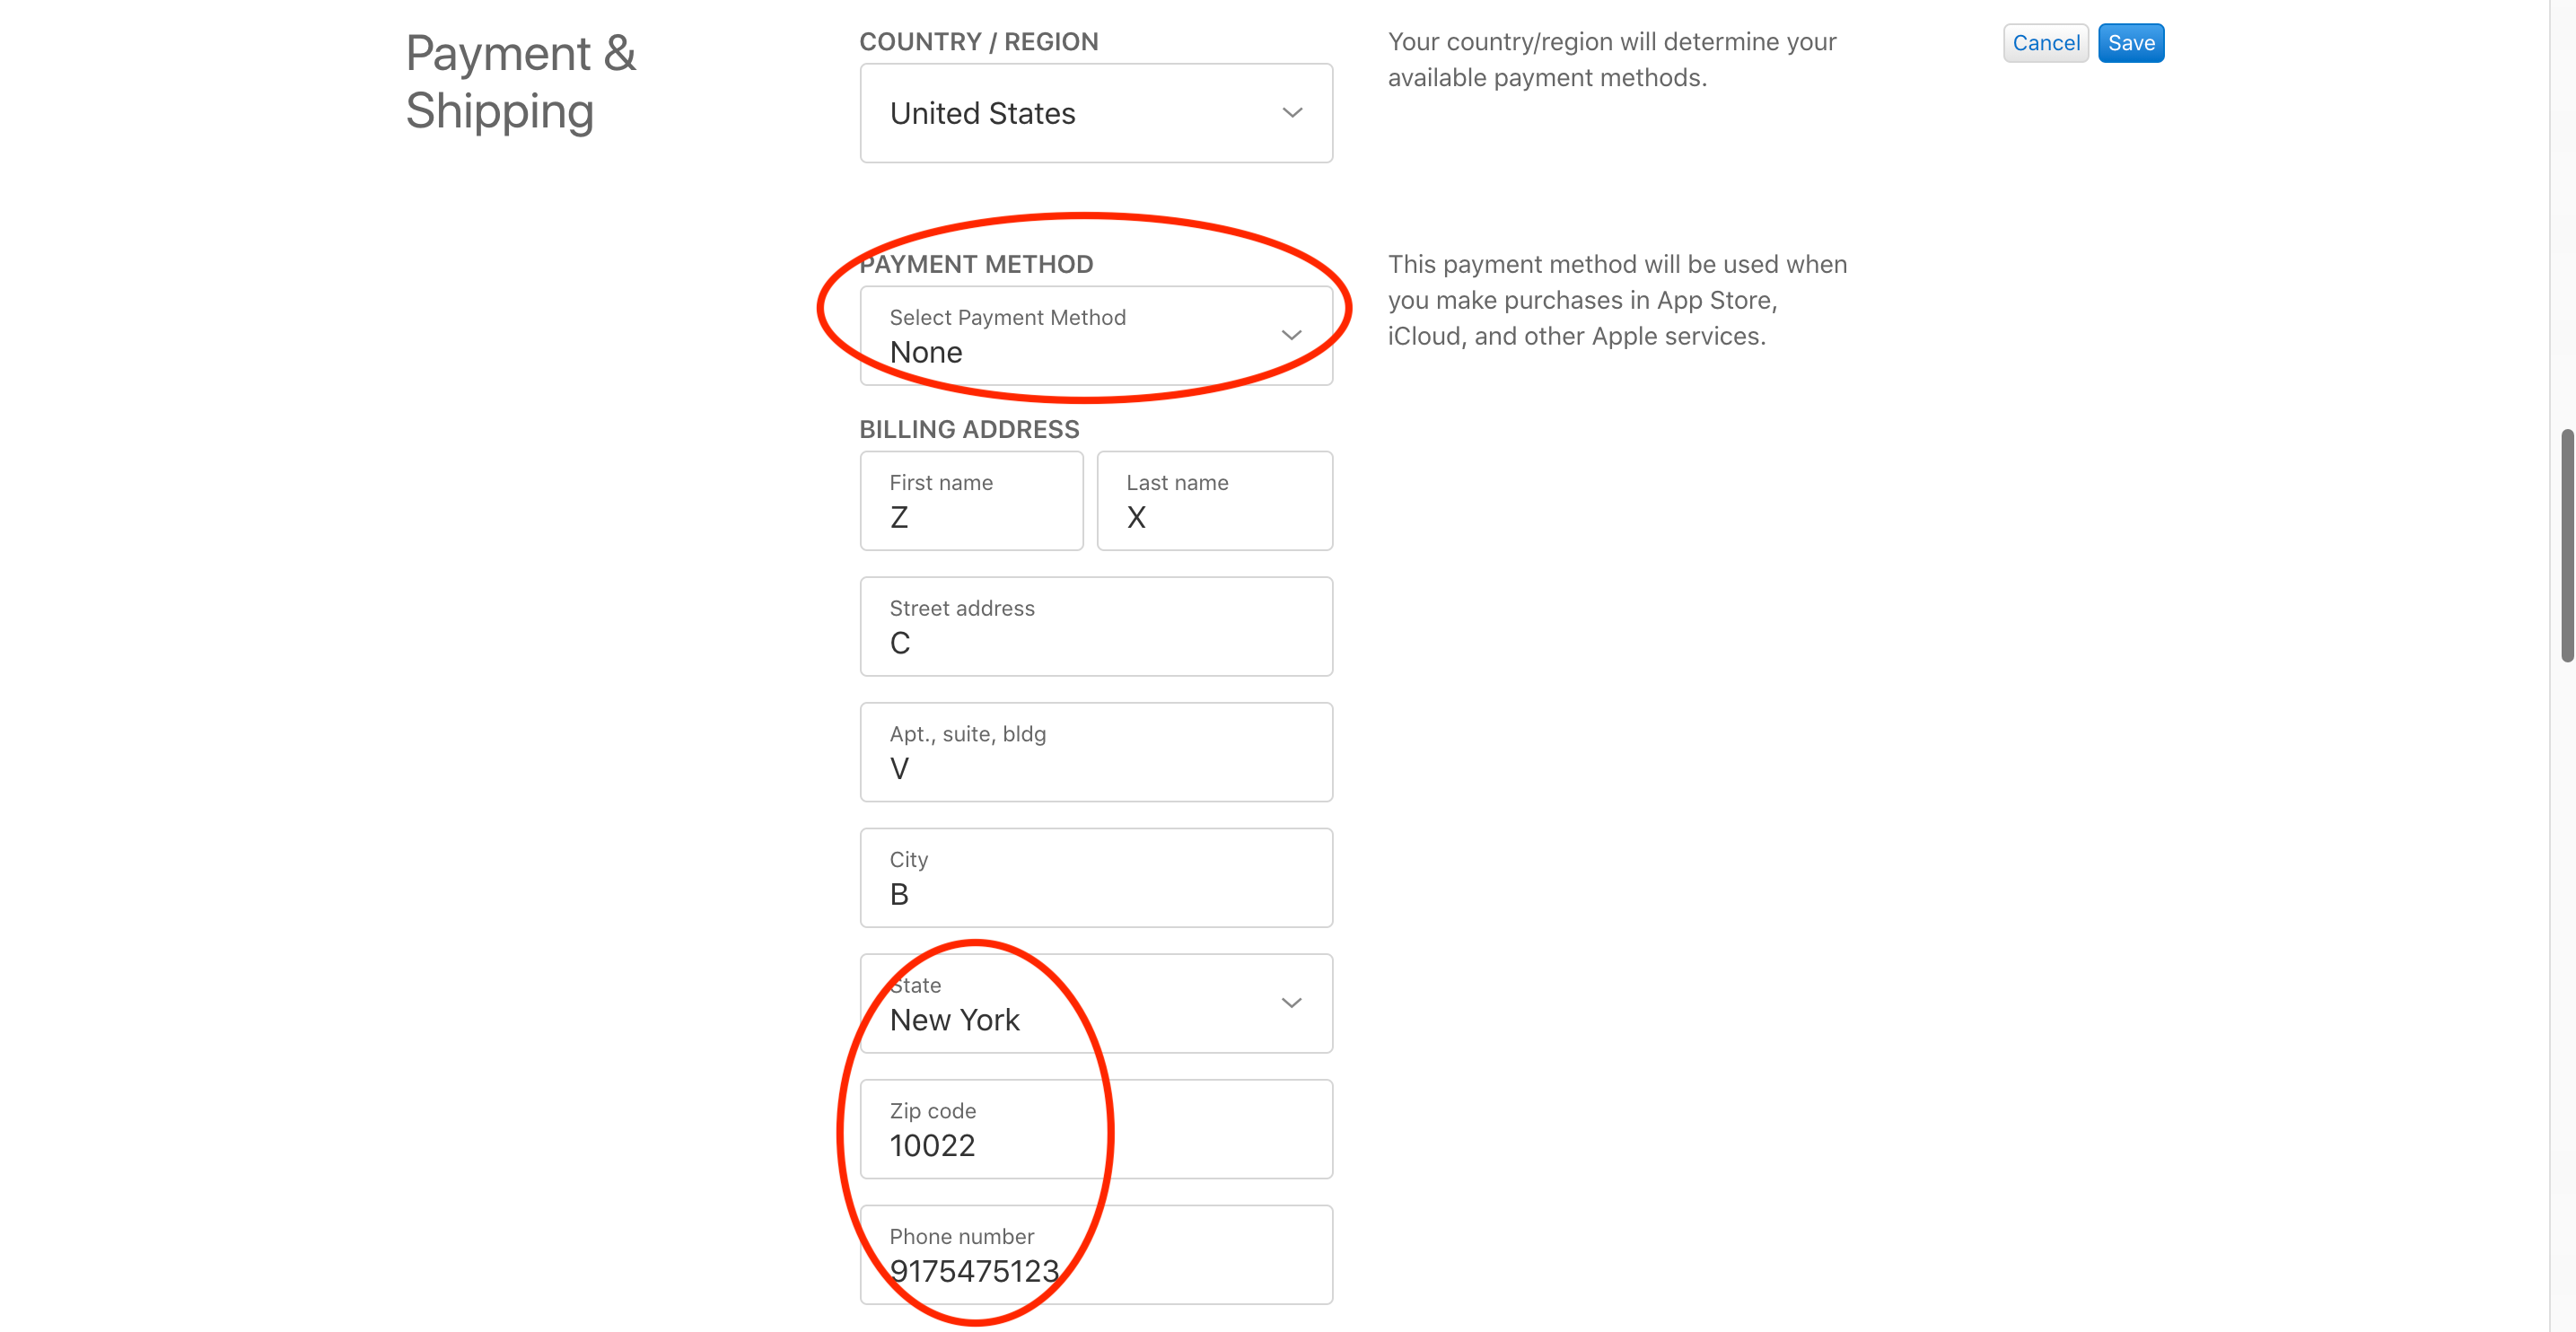 Payment &
Shipping
COUNTRY / REGION
United States
Your country/region will determine your
available payment methods.
Cancel
Save
PAYMENT METHOD
Select Payment Method
None
This payment method will be used when
you make purchases in App Store,
iCloud, and other Apple services.
BILLING ADDRESS
First name
Z
Last name
X
Street address
C
Apt., suite, bldg
V
City
B
State
New York
Zip code
10022
Phone number
9175475123